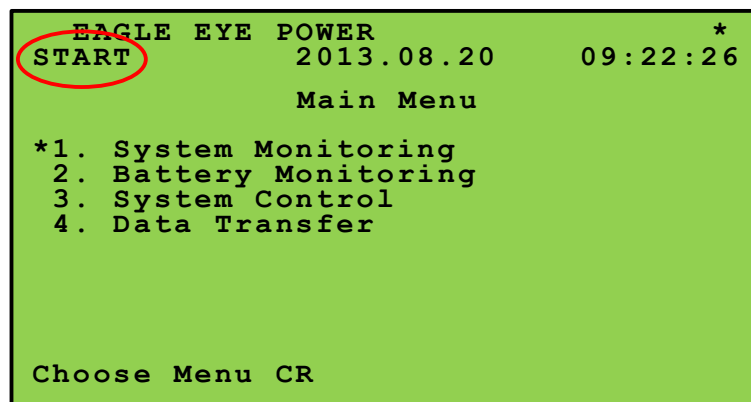 EAGLE EYE POWER *
START 2013.08.20 09:22:26
Main Menu
*1. System Monitoring
2. Battery Monitoring
3. System Control
4. Data Transfer
Choose Menu CR